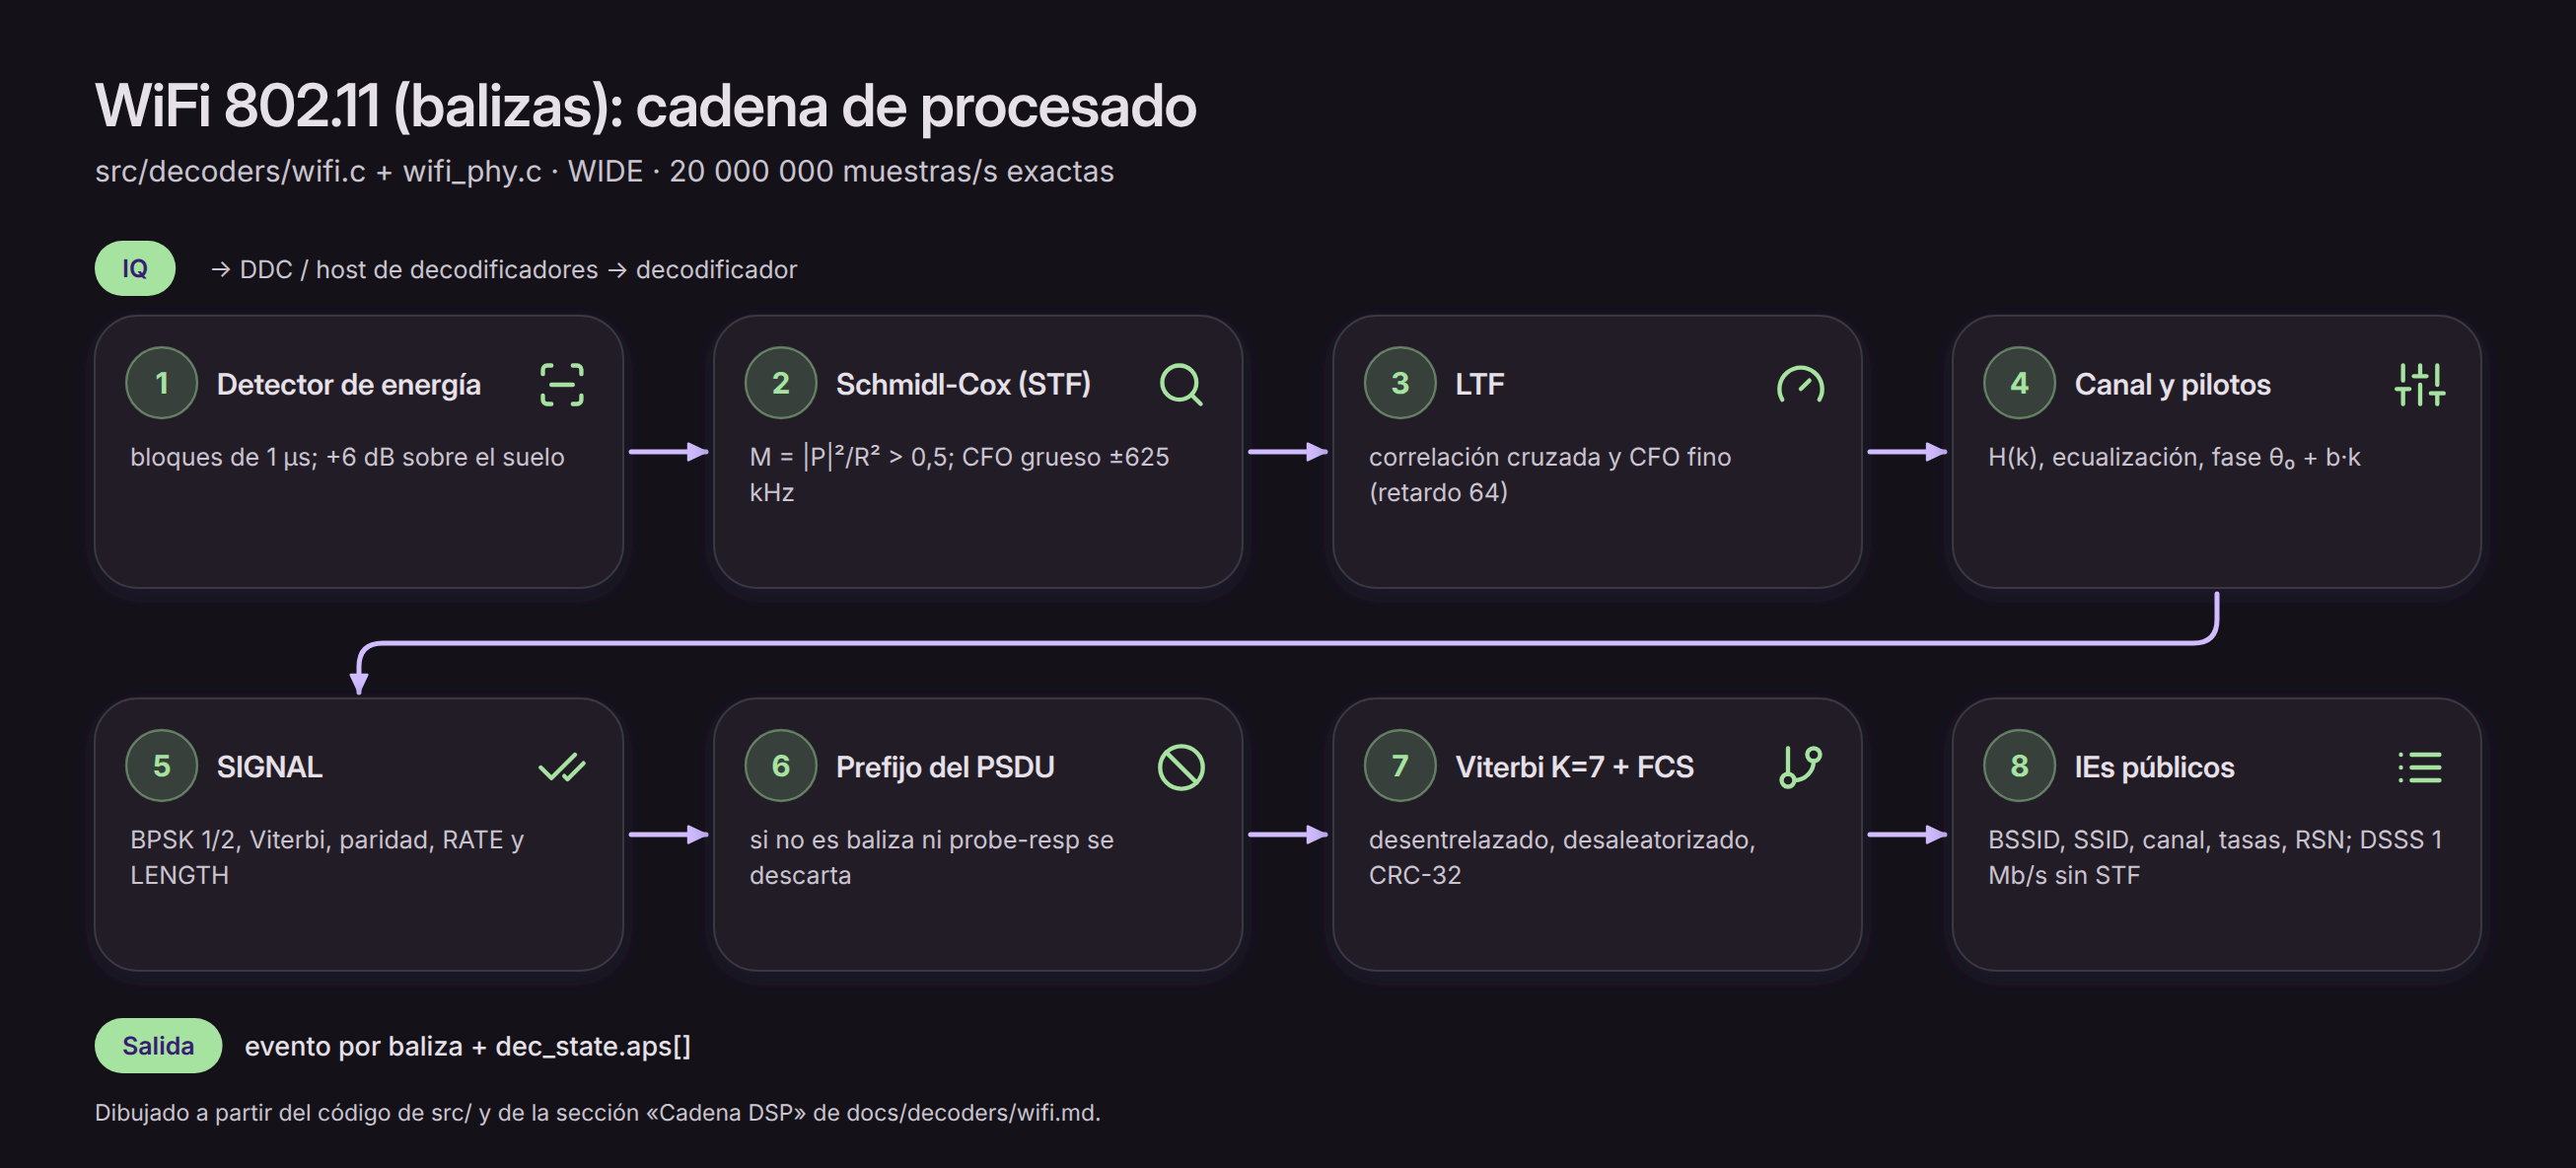 WiFi 802.11 (balizas): cadena de procesado
src/decoders/wifi.c + wifi_phy.c · WIDE · 20 000 000 muestras/s exactas
IQ → DDC / host de decodificadores → decodificador
1 Detector de energía
bloques de 1 µs; +6 dB sobre el suelo
2 Schmidl-Cox (STF)
M = |P|²/R² > 0,5; CFO grueso ±625
kHz
3 LTF
correlación cruzada y CFO fino
(retardo 64)
4 Canal y pilotos
H(k), ecualización, fase θ₀ + b·k
5 SIGNAL
BPSK 1/2, Viterbi, paridad, RATE y
LENGTH
6 Prefijo del PSDU
si no es baliza ni probe-resp se
descarta
7 Viterbi K=7 + FCS
desentrelazado, desaleatorizado,
CRC-32
8 IEs públicos
BSSID, SSID, canal, tasas, RSN; DSSS 1
Mb/s sin STF
Salida evento por baliza + dec_state.aps[]
Dibujado a partir del código de src/ y de la sección «Cadena DSP» de docs/decoders/wifi.md.